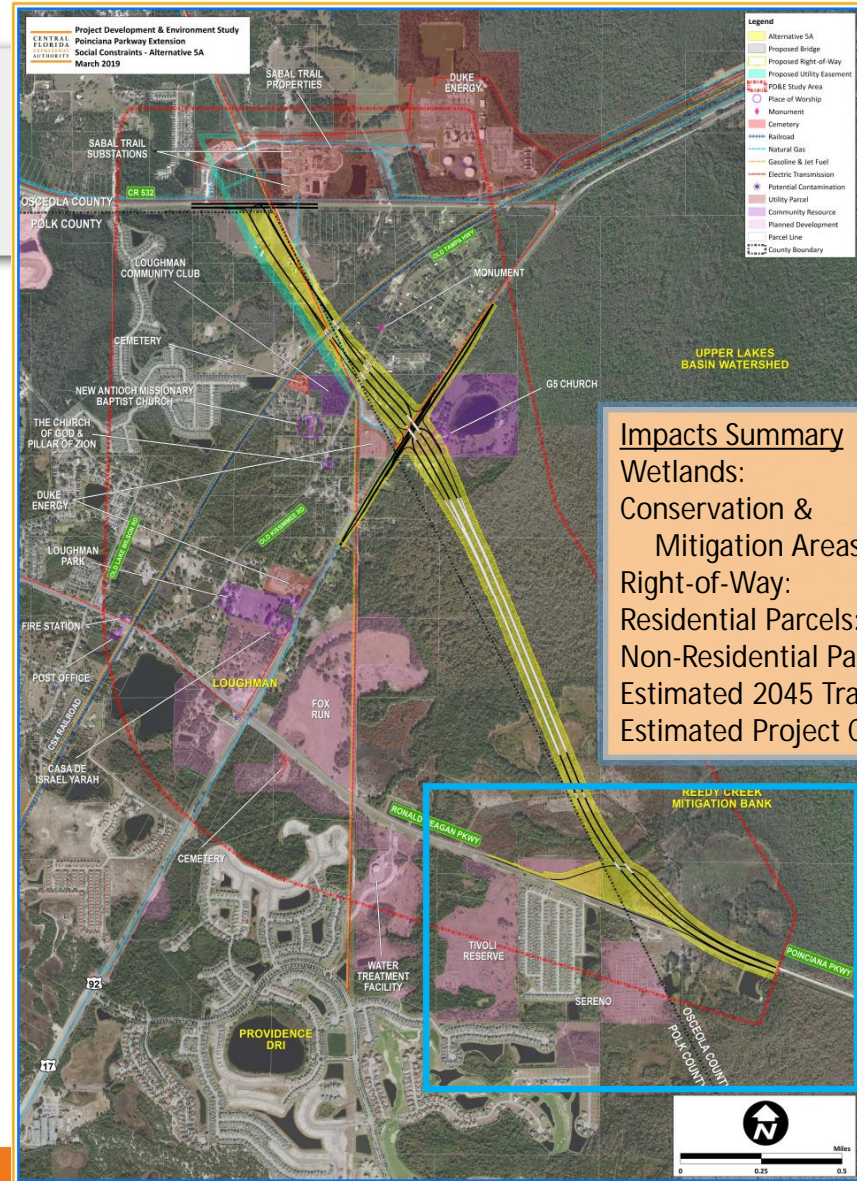 CENTRAL
FLORIDA
EXPRESSWAY
AUTHORITY
Project Development & Environment Study
Poinciana Parkway Extension
Social Constraints - Alternative 5A
March 2019
Legend
Alternative 5A
Proposed Bridge
Proposed Right-of-Way
Proposed Utility Easement
PD&E Study Area
Place of Worship
Monument
Cemetery
Railroad
Natural Gas
Gasoline & Jet Fuel
Electric Transmission
Potential Contamination
Utility Parcel
Community Resource
Planned Development
Parcel Line
County Boundary
SABAL TRAIL
PROPERTIES
DUKE
ENERGY
SABAL TRAIL
SUBSTATIONS
CR 532
OSCEOLA COUNTY
POLK COUNTY
OLD TAMPA HWY
LOUGHMAN
COMMUNITY CLUB
MONUMENT
CEMETERY
UPPER LAKES
BASIN WATERSHED
NEW ANTIOCH MISSIONARY
BAPTIST CHURCH
G5 CHURCH
THE CHURCH
OF GOD &
PILLAR OF ZION
Impacts Summary
Wetlands:
Conservation &
Mitigation Areas
Right-of-Way:
Residential Parcels:
Non-Residential Pa
Estimated 2045 Tra
Estimated Project C
DUKE
ENERGY
OLD KISSIMMEE RD
OLD LAKE WILSON RD
LOUGHMAN
PARK
FIRE STATION
POST OFFICE
LOUGHMAN
FOX
RUN
CSX RAILROAD
CASA DE
ISRAEL YARAH
REEDY CREEK
MITIGATION BANK
RONALD REAGAN PKWY
CEMETERY
TIVOLI
RESERVE
WATER
TREATMENT
FACILITY
SERENO
POINCIANA PKWY
OSCEOLA COUNTY
POLK COUNTY
92
17
PROVIDENCE
DRI
N
Miles
0 0.25 0.5